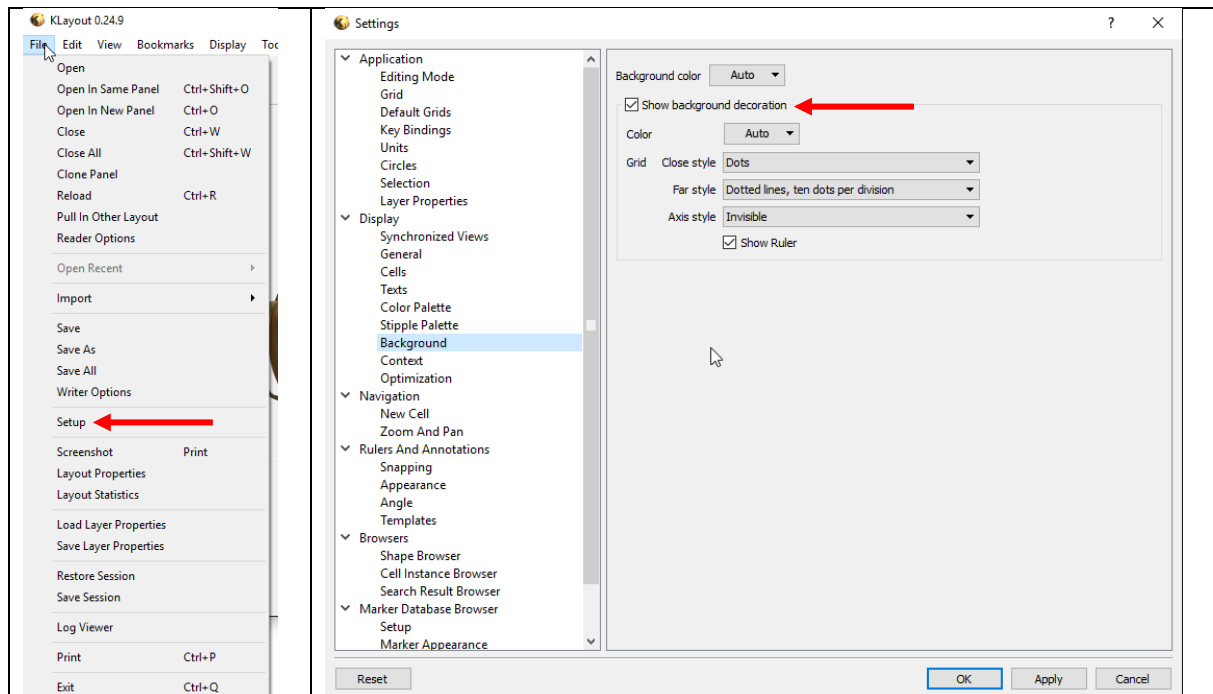 KLayout 0.24.9
File Edit View Bookmarks Display
Open
Open In Same Panel Ctrl+Shift+O
Open In New Panel Ctrl+O
Close Ctrl+W
Close All Ctrl+Shift+W
Clone Panel
Reload Ctrl+R
Pull In Other Layout
Reader Options
Open Recent
Import
Save
Save As
Save All
Writer Options
Setup
Screenshot Print
Layout Properties
Layout Statistics
Load Layer Properties
Save Layer Properties
Restore Session
Save Session
Log Viewer
Print Ctrl+P
Exit Ctrl+Q
Settings ?
Application
Editing Mode
Grid
Default Grids
Key Bindings
Units
Circles
Selection
Layer Properties
Display
Synchronized Views
General
Cells
Texts
Color Palette
Stipple Palette
Background
Context
Optimization
Navigation
New Cell
Zoom And Pan
Rulers And Annotations
Snapping
Appearance
Angle
Templates
Browsers
Shape Browser
Cell Instance Browser
Search Result Browser
Marker Database Browser
Setup
Marker Appearance
Background color Auto
Show background decoration
Color Auto
Grid Close style Dots
Far style Dotted lines, ten dots per division
Axis style Invisible
Show Ruler
Reset OK Apply Cancel